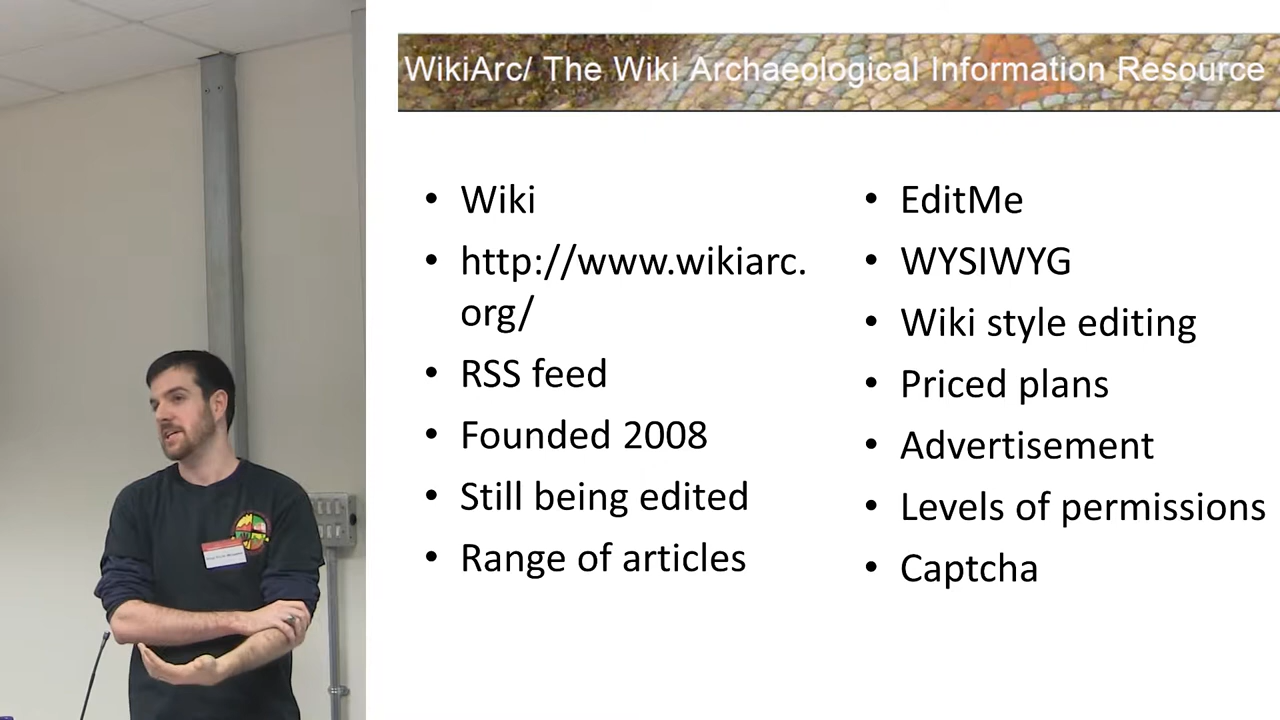 WikiArc/ The Wiki Archaeological Information Resource
• Wiki
• http://www.wikiarc.
org/
• RSS feed
• Founded 2008
• Still being edited
• Range of articles
• EditMe
• WYSIWYG
• Wiki style editing
• Priced plans
• Advertisement
• Levels of permissions
• Captcha